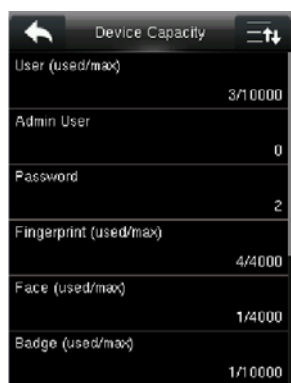 Device Capacity
User (used/max)
3/10000
Admin User
0
Password
2
Fingerprint (used/max)
4/4000
Face (used/max)
1/4000
Badge (used/max)
1/10000